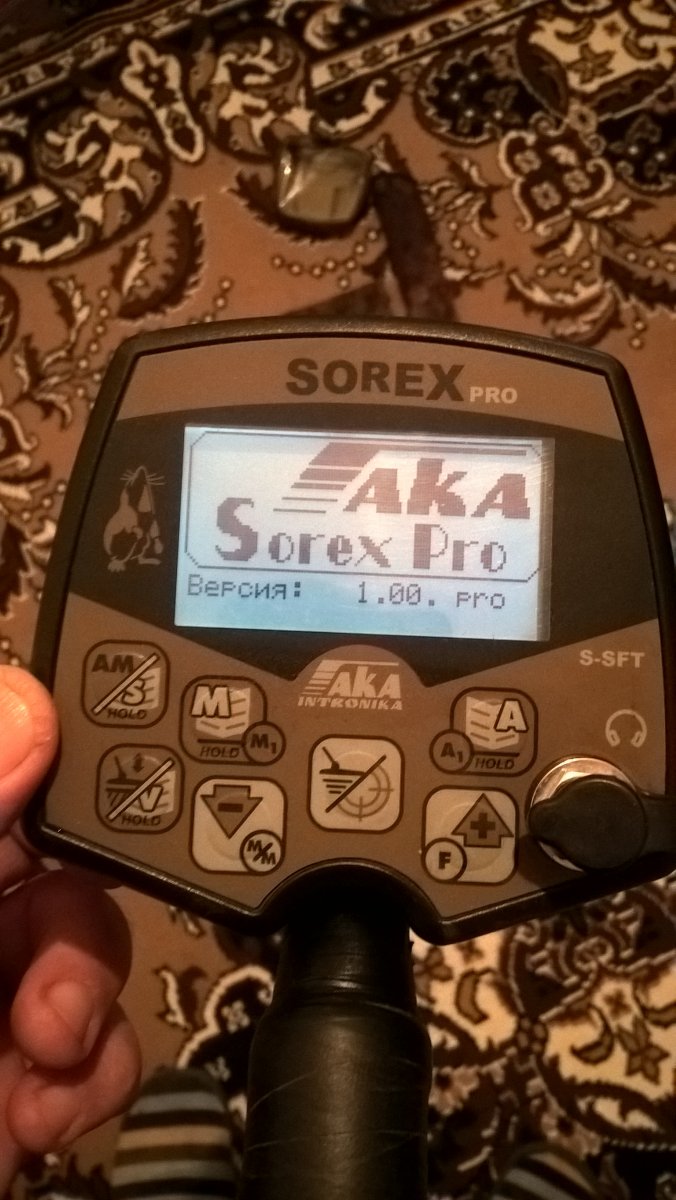 SOREX PRO
AKA
Sorex Pro
Версия: 1.00. pro
S-SFT
AKA
INTRONIKA
AM/S
HOLD
M
HOLD M1
A
A1 HOLD
V
HOLD
M/M
F